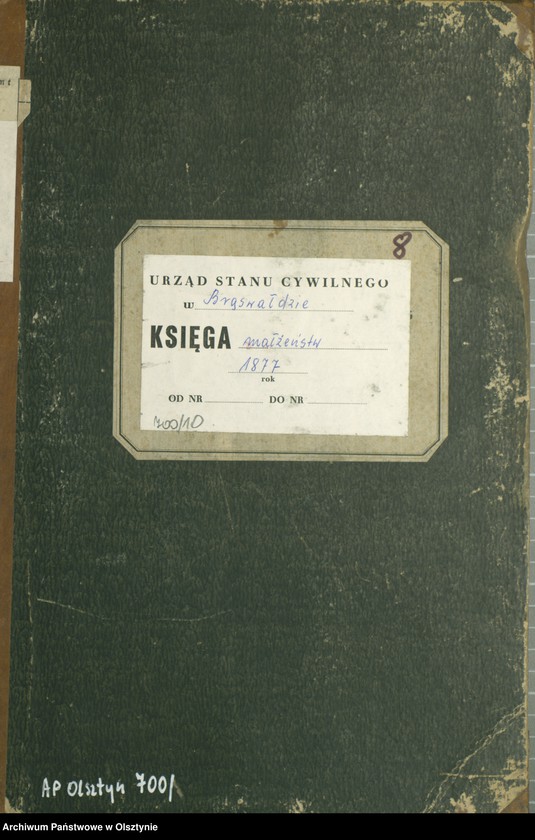 8
URZĄD STANU CYWILNEGO
w Brąswałdzie
KSIĘGA małżeństw
1877
rok
OD NR DO NR
700/10
AP Olsztyn 700/
Archiwum Państwowe w Olsztynie